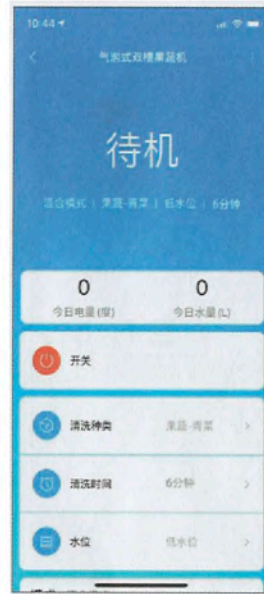 10:44
气泡式双槽果蔬机
待机
混合模式 | 果蔬-青菜 | 低水位 | 6分钟
0 0
今日电量(度) 今日水量(L)
开关
清洗种类 果蔬-青菜
清洗时间 6分钟
水位 低水位